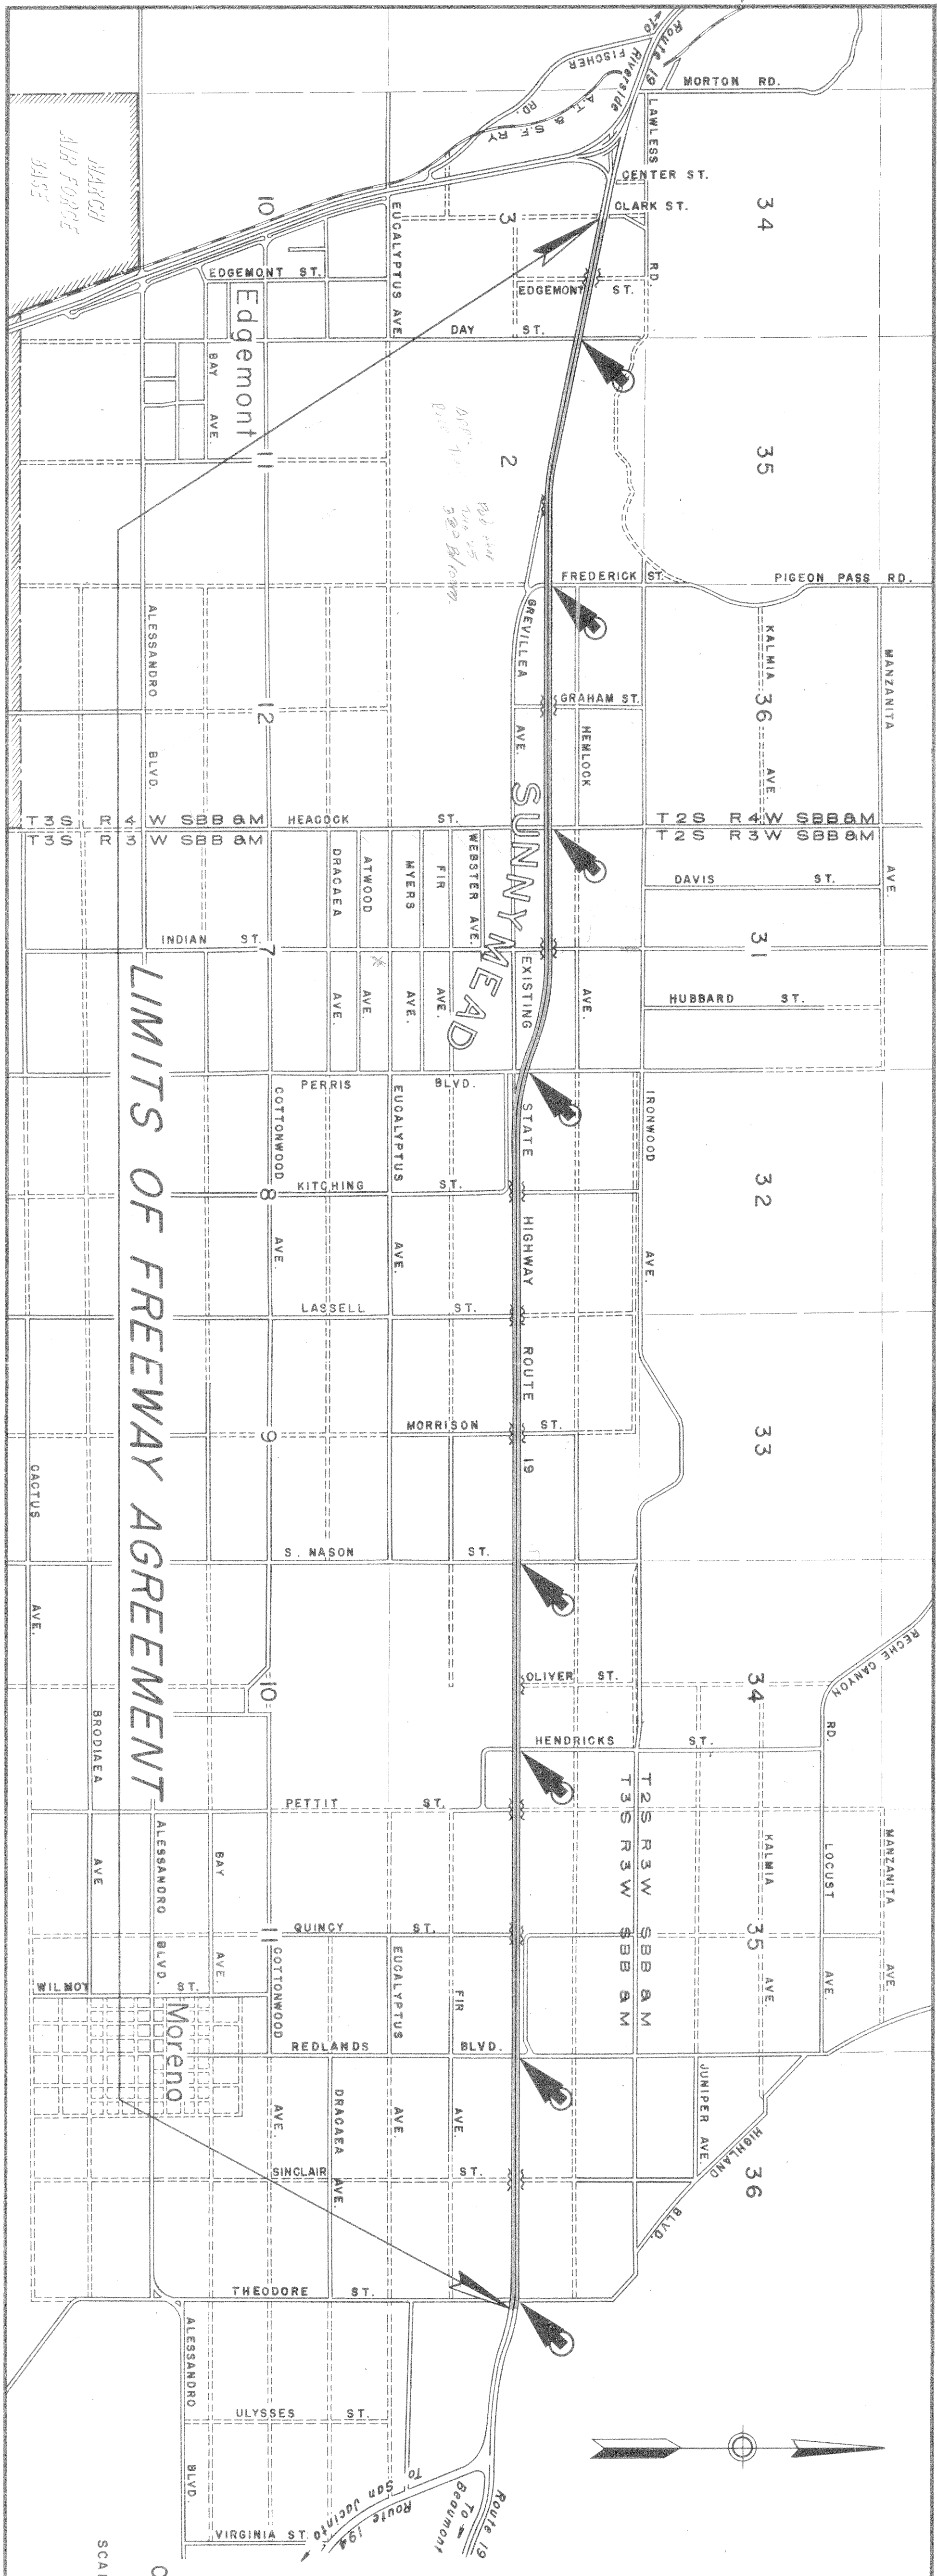 ← TO
Riverside
Route 19
FISCHER
RD.
A.T. & S.F. RY
MORTON RD.
LAWLESS
RD.
CENTER ST.
CLARK ST.
34
3
MARCH
AIR FORCE
BASE
10
EUCALYPTUS AVE.
EDGEMONT ST.
EDGEMONT ST.
Edgemont
DAY ST.
BAY AVE.
11
2
35
320 
FREDERICK ST.
PIGEON PASS RD.
GREVILLEA AVE.
ALESSANDRO BLVD.
KALMIA AVE.
MANZANITA AVE.
36
12
GRAHAM ST.
HEMLOCK AVE.
SUNNYMEAD
T3S R4W SBB&M
T3S R3W SBB&M
HEACOCK ST.
T2S R4W SBB&M
T2S R3W SBB&M
DRACAEA AVE.
ATWOOD AVE.
MYERS AVE.
FIR AVE.
WEBSTER AVE.
DAVIS ST.
INDIAN ST.
7
31
HUBBARD ST.
EXISTING STATE HIGHWAY ROUTE 19
LIMITS OF FREEWAY AGREEMENT
PERRIS BLVD.
COTTONWOOD AVE.
EUCALYPTUS AVE.
IRONWOOD AVE.
KITCHING ST.
8
32
LASSELL ST.
MORRISON ST.
9
33
CACTUS AVE.
S. NASON ST.
10
OLIVER ST.
34
RECHE CANYON RD.
HENDRICKS ST.
BRODIAEA AVE
PETTIT ST.
ALESSANDRO BLVD.
BAY AVE.
T2S R3W SBB & M
T3S R3W SBB & M
KALMIA AVE.
LOCUST AVE.
MANZANITA AVE.
11
QUINCY ST.
35
COTTONWOOD AVE.
EUCALYPTUS AVE.
FIR AVE.
WILMOT ST.
Moreno
REDLANDS BLVD.
DRACAEA AVE.
JUNIPER AVE.
HIGHLAND BLVD.
SINCLAIR ST.
36
THEODORE ST.
ALESSANDRO BLVD.
ULYSSES ST.
TO San Jacinto
Route 194
Route 19
TO →
Beaumont
VIRGINIA ST.